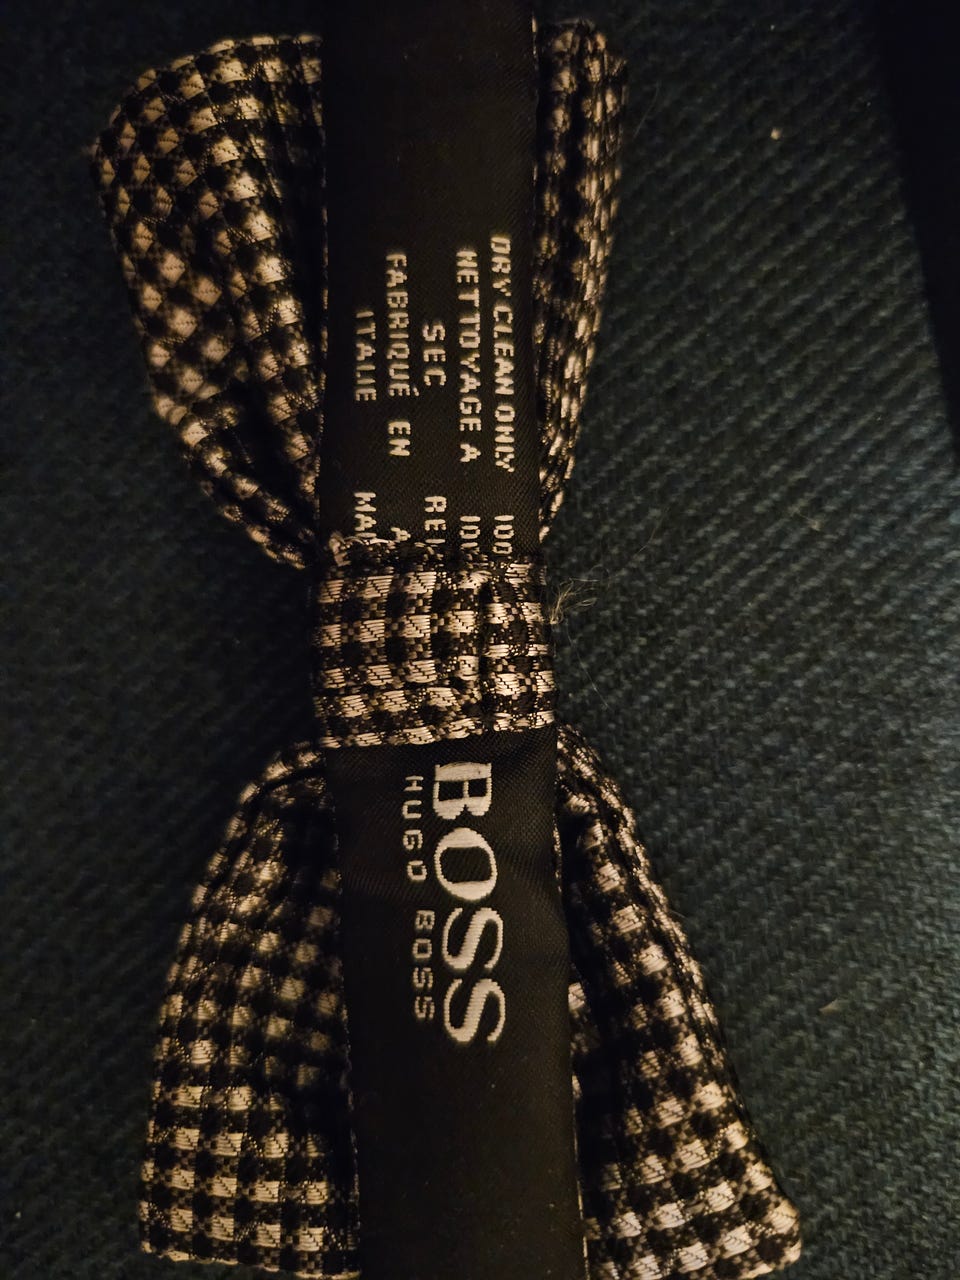 DRY CLEAN ONLY
NETTOYAGE A
SEC
FABRIQUÉ EN
ITALIE
BOSS
HUGO BOSS